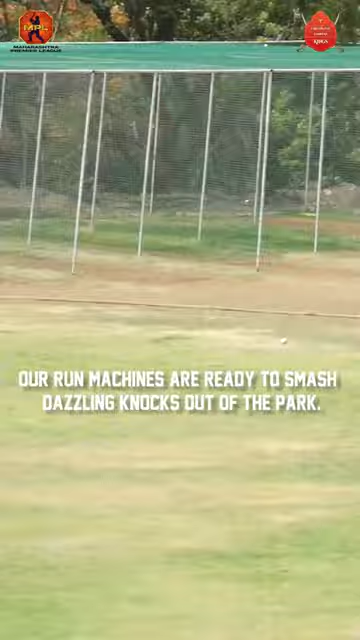 MPL
MAHARASHTRA
PREMIER LEAGUE
OUR RUN MACHINES ARE READY TO SMASH
DAZZLING KNOCKS OUT OF THE PARK.